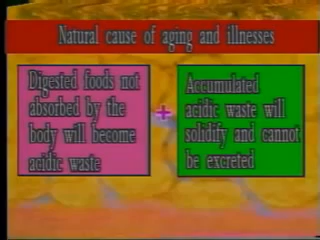 Natural cause of aging and illnesses
Digested foods not
absorbed by the
body will become
acidic waste
+
Accumulated
acidic waste will
solidify and cannot
be excreted